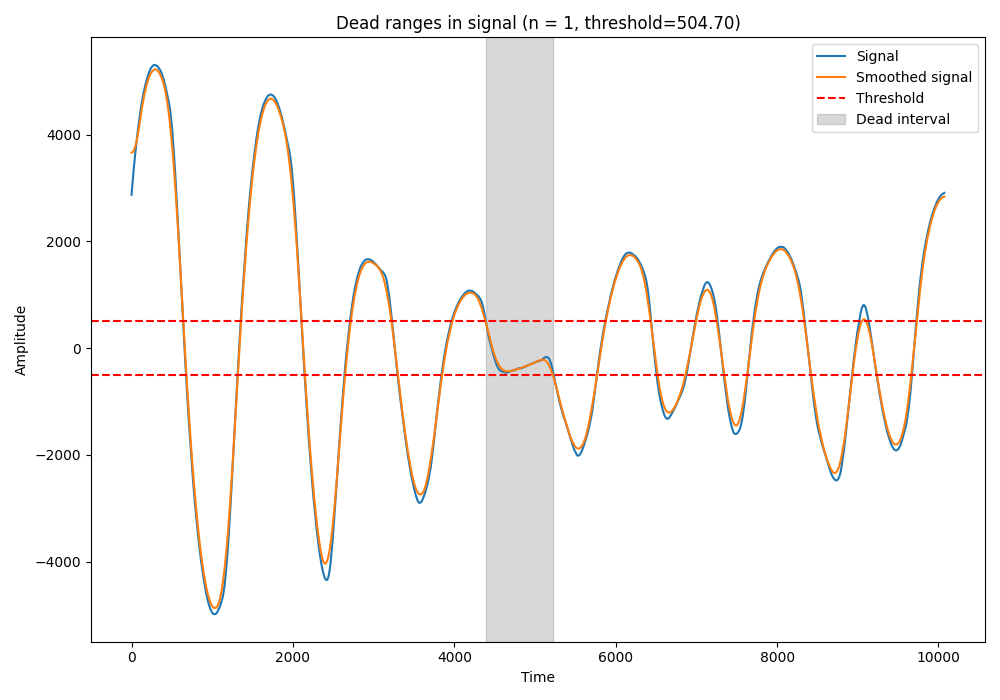 Dead ranges in signal (n = 1, threshold=504.70)
Signal
Smoothed signal
Threshold
Dead interval
Amplitude
4000
2000
0
−2000
−4000
0 2000 4000 6000 8000 10000
Time